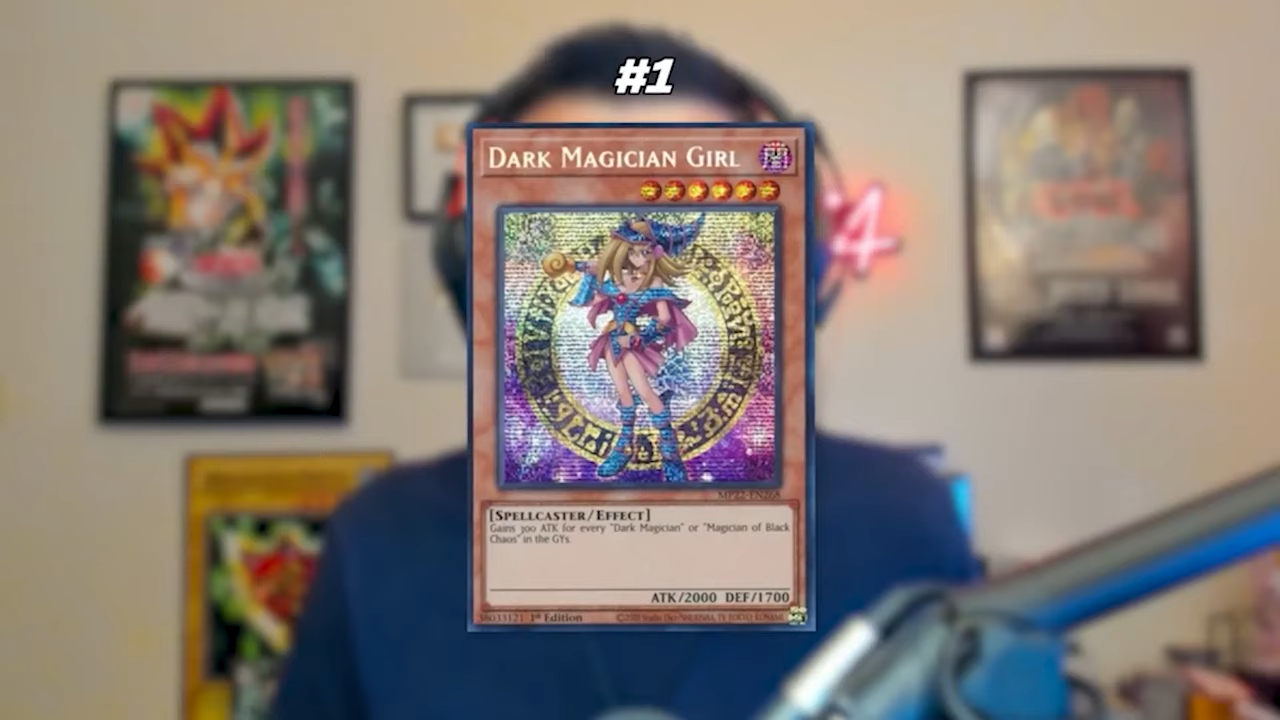 #1
DARK MAGICIAN GIRL
MP22-EN268
[SPELLCASTER/EFFECT]
Gains 300 ATK for every "Dark Magician" or "Magician of Black
Chaos" in the GYs.
ATK/2000 DEF/1700
38033121 1st Edition